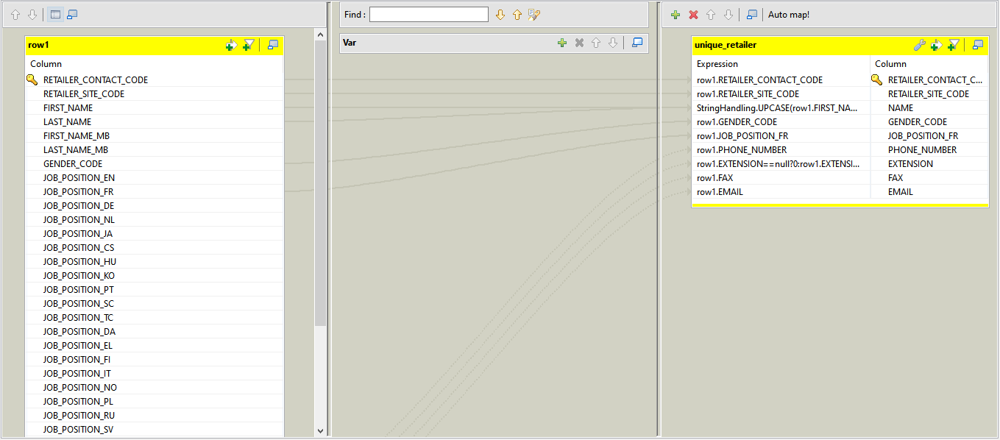 Find :
Auto map!
row1
Column
RETAILER_CONTACT_CODE
RETAILER_SITE_CODE
FIRST_NAME
LAST_NAME
FIRST_NAME_MB
LAST_NAME_MB
GENDER_CODE
JOB_POSITION_EN
JOB_POSITION_FR
JOB_POSITION_DE
JOB_POSITION_NL
JOB_POSITION_JA
JOB_POSITION_CS
JOB_POSITION_HU
JOB_POSITION_KO
JOB_POSITION_PT
JOB_POSITION_SC
JOB_POSITION_TC
JOB_POSITION_DA
JOB_POSITION_EL
JOB_POSITION_FI
JOB_POSITION_IT
JOB_POSITION_NO
JOB_POSITION_PL
JOB_POSITION_RU
JOB_POSITION_SV
Var
unique_retailer
Expression Column
row1.RETAILER_CONTACT_CODE RETAILER_CONTACT_C...
row1.RETAILER_SITE_CODE RETAILER_SITE_CODE
StringHandling.UPCASE(row1.FIRST_NA... NAME
row1.GENDER_CODE GENDER_CODE
row1.JOB_POSITION_FR JOB_POSITION_FR
row1.PHONE_NUMBER PHONE_NUMBER
row1.EXTENSION==null?0:row1.EXTENSI... EXTENSION
row1.FAX FAX
row1.EMAIL EMAIL